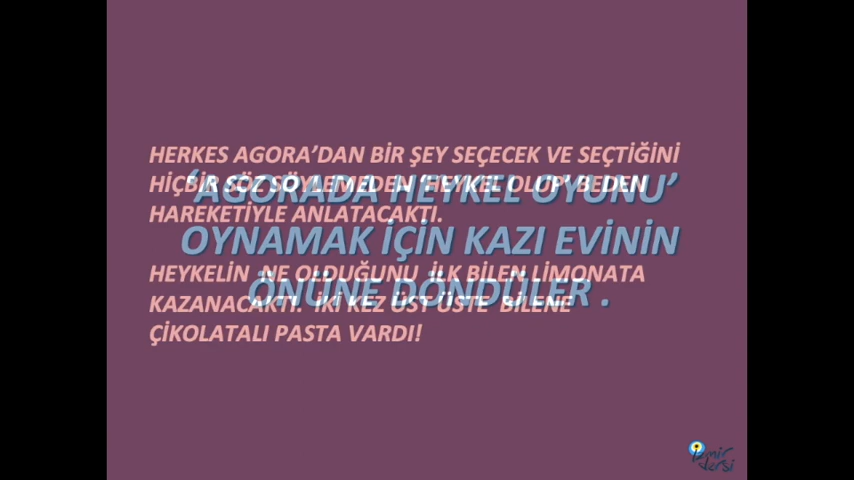 HERKES AGORA'DAN BİR ŞEY SEÇECEK VE SEÇTİĞİNİ
HİÇBİR SÖZ SÖYLEMEDEN 'HEYKEL OLUP' BEDEN
HAREKETİYLE ANLATACAKTI.
HEYKELİN NE OLDUĞUNU İLK BİLEN LİMONATA
KAZANACAKTI. İKİ KEZ ÜST ÜSTE BİLENE
ÇİKOLATALI PASTA VARDI!
'AGORADA HEYKEL OYUNU'
OYNAMAK İÇİN KAZI EVİNİN
ÖNÜNE DÖNDÜLER .
izmir
dersi